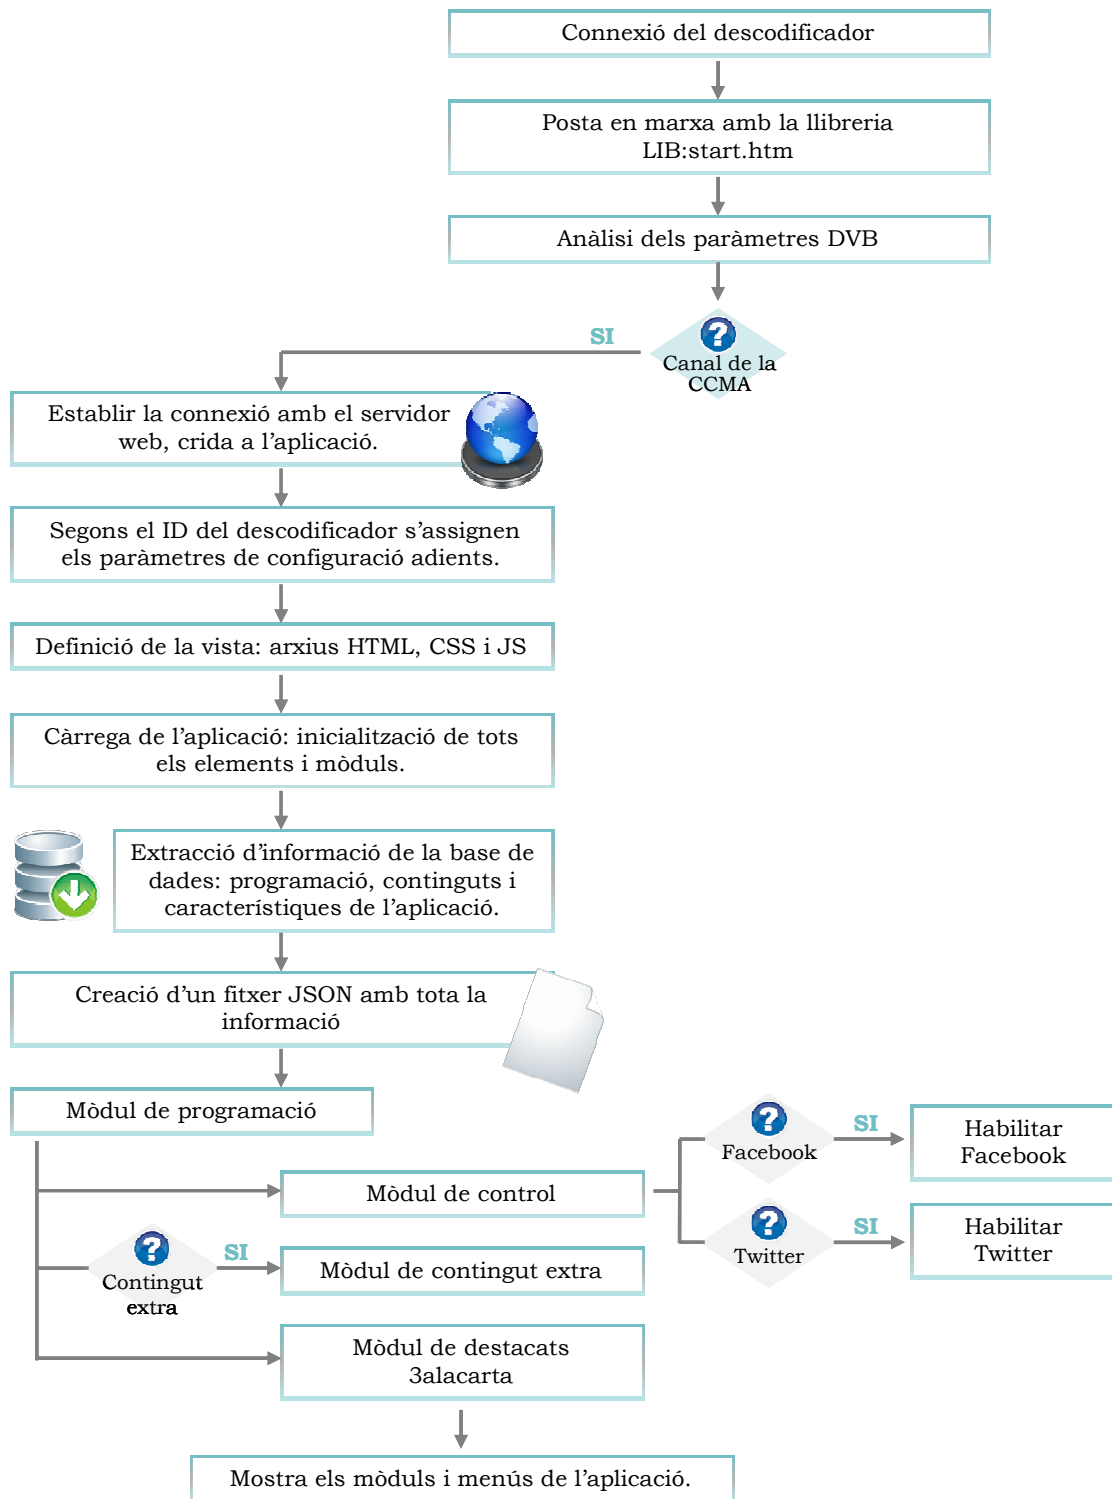 Connexió del descodificador
Posta en marxa amb la llibreria
LIB:start.htm
Anàlisi dels paràmetres DVB
SI
Canal de la
CCMA
Establir la connexió amb el servidor
web, crida a l’aplicació.
Segons el ID del descodificador s’assignen
els paràmetres de configuració adients.
Definició de la vista: arxius HTML, CSS i JS
Càrrega de l’aplicació: inicialització de tots
els elements i mòduls.
Extracció d’informació de la base de
dades: programació, continguts i
característiques de l’aplicació.
Creació d’un fitxer JSON amb tota la
informació
Mòdul de programació
Facebook
SI
Habilitar
Facebook
Mòdul de control
Twitter
SI
Habilitar
Twitter
Contingut
extra
SI
Mòdul de contingut extra
Mòdul de destacats
3alacarta
Mostra els mòduls i menús de l’aplicació.